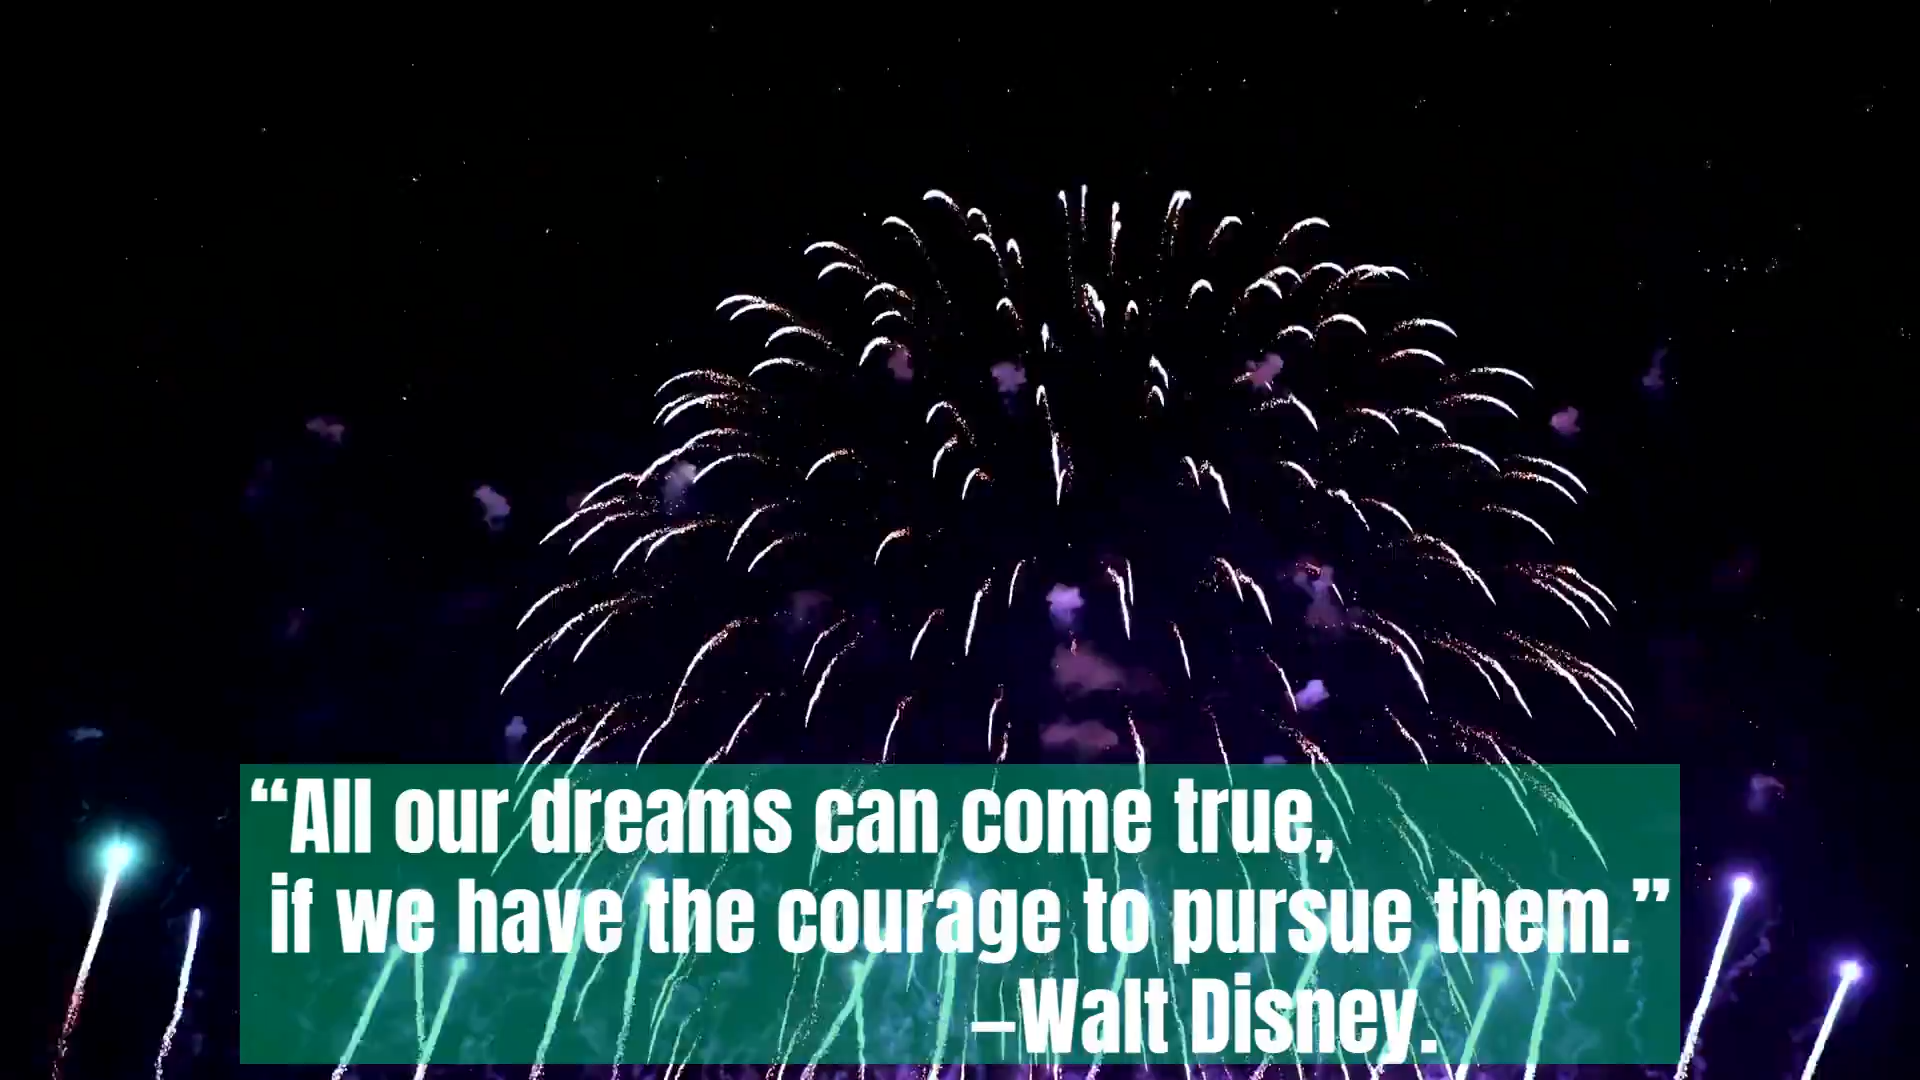 “All our dreams can come true,
if we have the courage to pursue them.”
–Walt Disney.